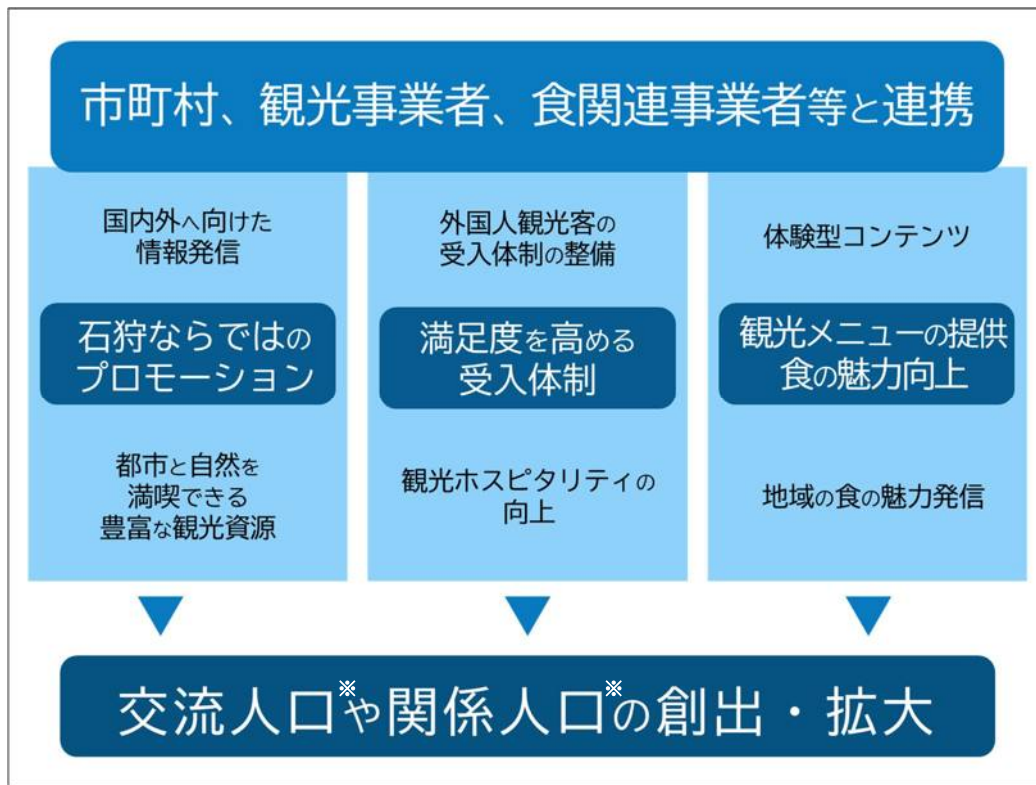 市町村、観光事業者、食関連事業者等と連携
国内外へ向けた
情報発信
石狩ならではの
プロモーション
都市と自然を
満喫できる
豊富な観光資源
外国人観光客の
受入体制の整備
満足度を高める
受入体制
観光ホスピタリティの
向上
体験型コンテンツ
観光メニューの提供
食の魅力向上
地域の食の魅力発信
交流人口※や関係人口※の創出・拡大